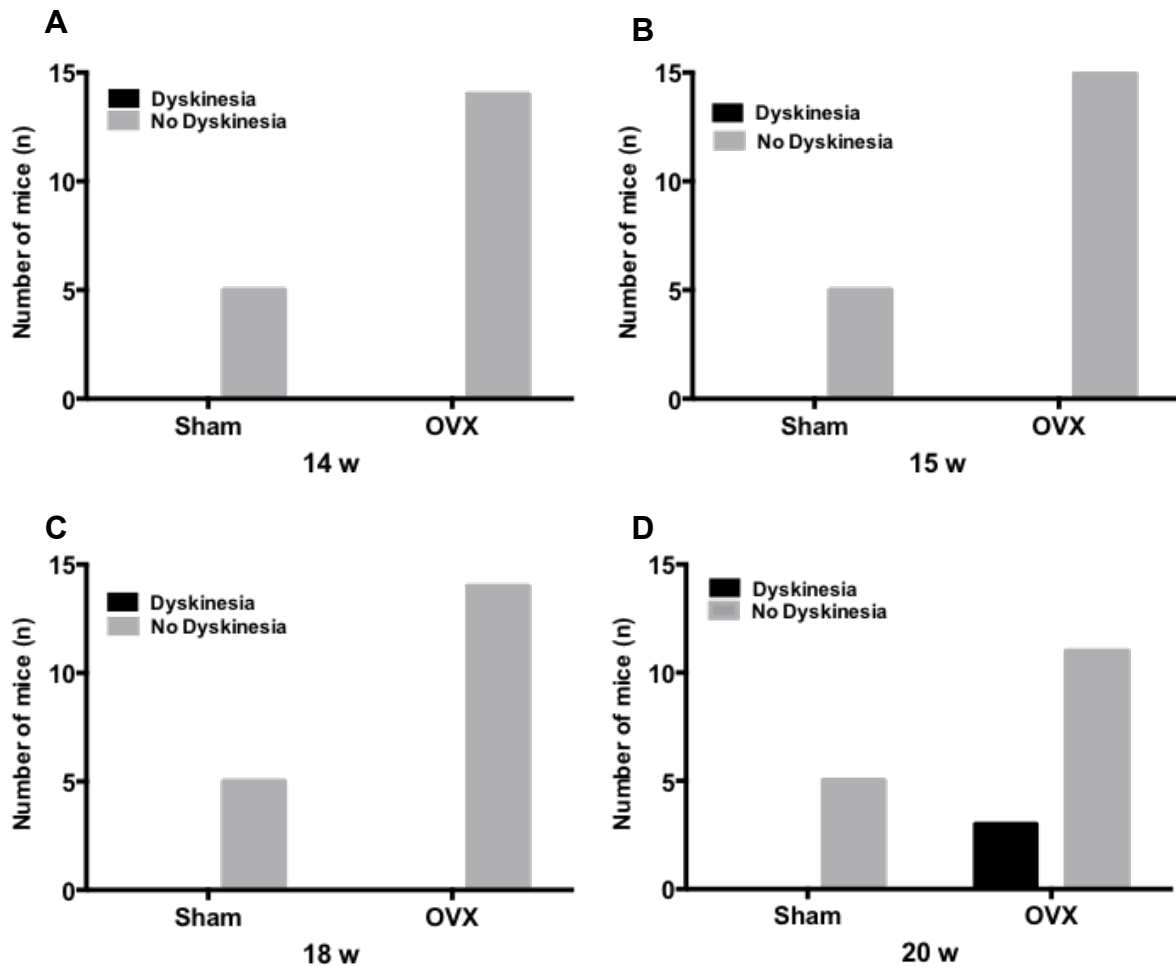 A
Number of mice (n)
15
10
5
0
Dyskinesia
No Dyskinesia
Sham OVX
14 w
B
Number of mice (n)
15
10
5
0
Dyskinesia
No Dyskinesia
Sham OVX
15 w
C
Number of mice (n)
15
10
5
0
Dyskinesia
No Dyskinesia
Sham OVX
18 w
D
Number of mice (n)
15
10
5
0
Dyskinesia
No Dyskinesia
Sham OVX
20 w